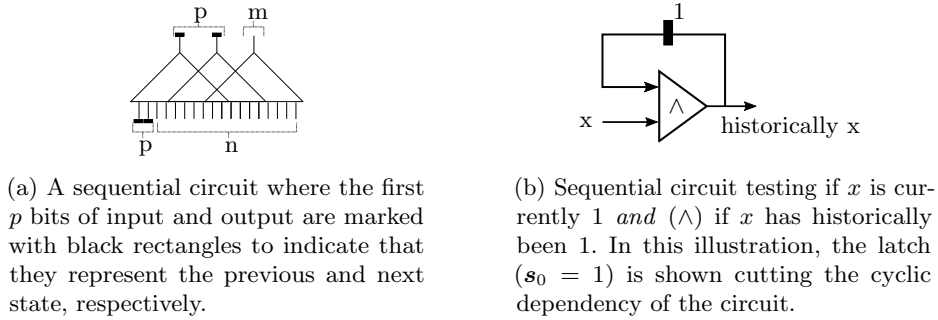 p m
p n
(a) A sequential circuit where the first
p bits of input and output are marked
with black rectangles to indicate that
they represent the previous and next
state, respectively.
1
∧
x
historically x
(b) Sequential circuit testing if x is cur-
rently 1 and (∧) if x has historically
been 1. In this illustration, the latch
(s₀ = 1) is shown cutting the cyclic
dependency of the circuit.